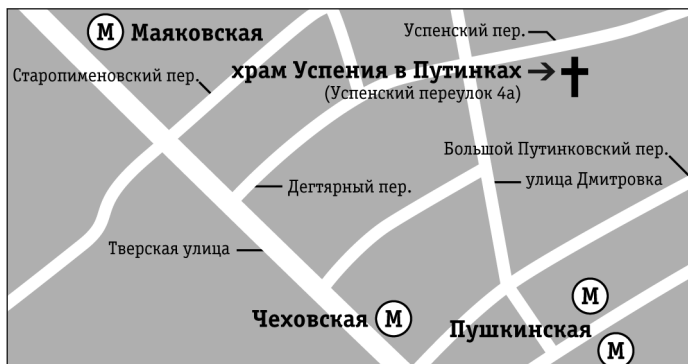 М Маяковская
Успенский пер.
Старопименовский пер.
храм Успения в Путинках
(Успенский переулок 4а)
Большой Путинковский пер.
Дегтярный пер.
улица Дмитровка
Тверская улица
М
Чеховская М
Пушкинская
М